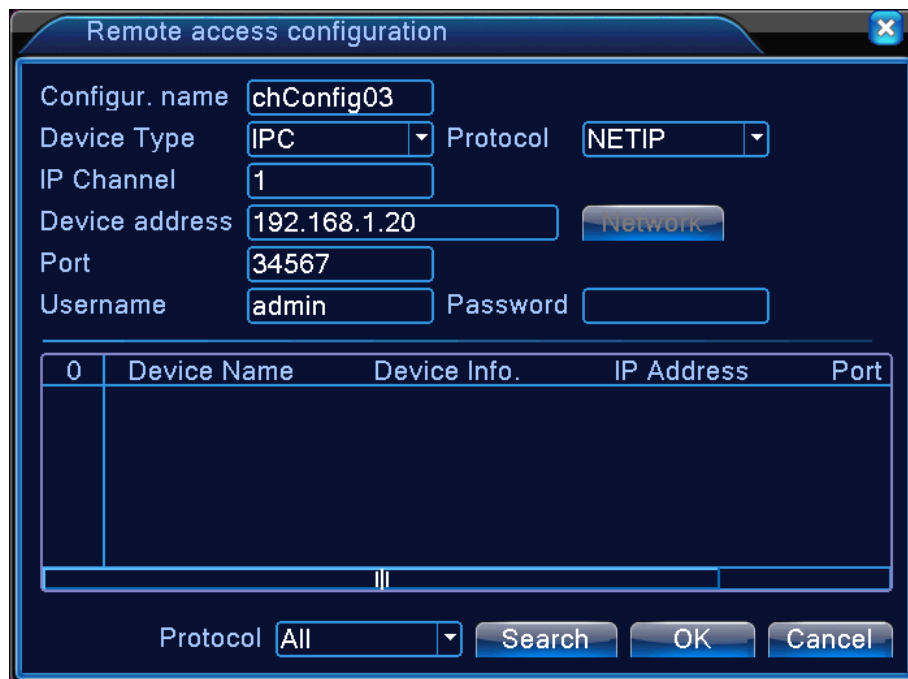 Remote access configuration
Configur. name chConfig03
Device Type IPC Protocol NETIP
IP Channel 1
Device address 192.168.1.20 Network
Port 34567
Username admin Password
0 Device Name Device Info. IP Address Port
Protocol All Search OK Cancel